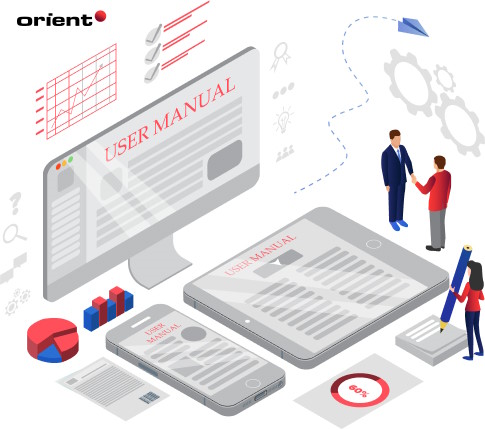 orient
USER MANUAL
USER MANUAL
USER
MANUAL
60%